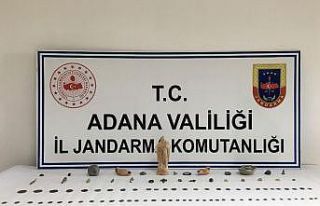 T.C.
ADANA VALİLİĞİ
İL JANDARMA KOMUTANLIĞI